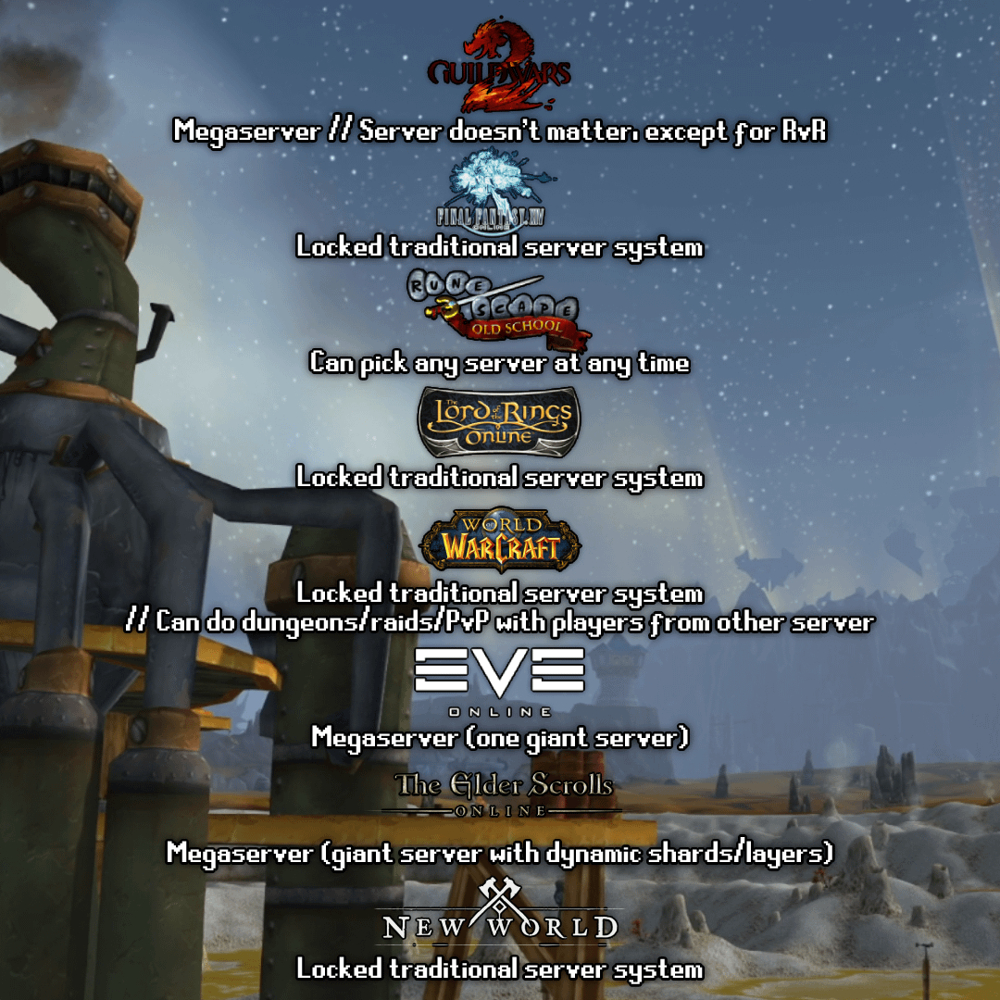 GUILDWARS
2
Megaserver // Server doesn't matter, except for RvR
FINAL FANTASY XIV
ONLINE
Locked traditional server system
RUNE
SCAPE
OLD SCHOOL
Can pick any server at any time
The
Lord of the Rings
Online
Locked traditional server system
WORLD
OF
WARCRAFT
Locked traditional server system
// Can do dungeons/raids/PvP with players from other server
EVE
ONLINE
Megaserver (one giant server)
The Elder Scrolls
ONLINE
Megaserver (giant server with dynamic shards/layers)
NEW WORLD
Locked traditional server system